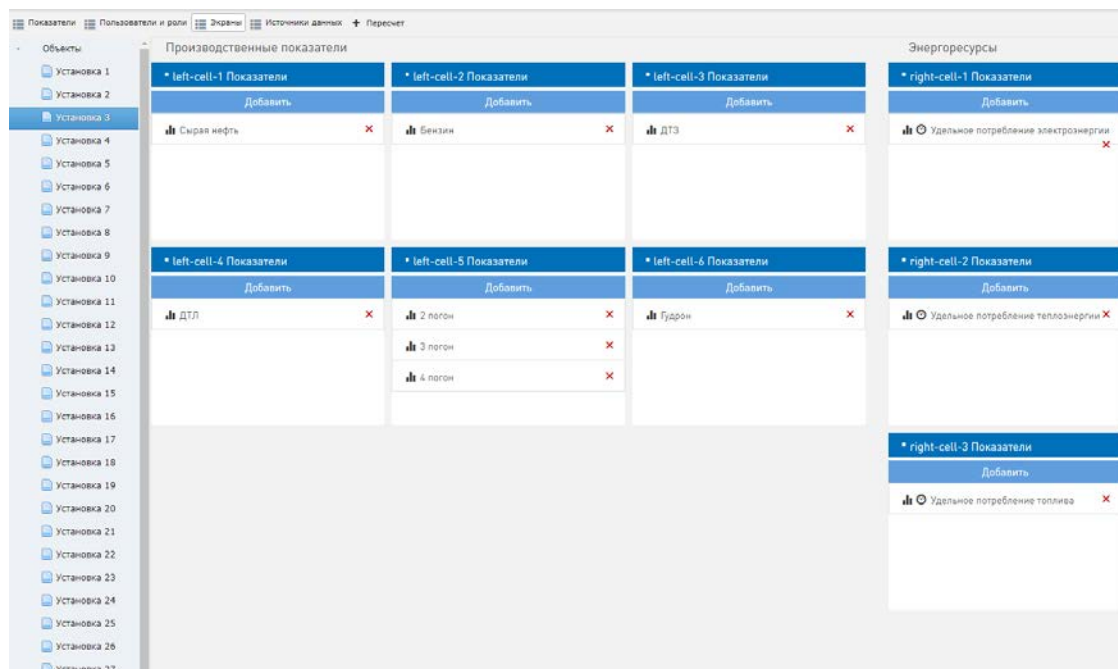 Показатели Пользователи и роли Экраны Источники данных + Пересчет
Объекты
Установка 1
Установка 2
Установка 3
Установка 4
Установка 5
Установка 6
Установка 7
Установка 8
Установка 9
Установка 10
Установка 11
Установка 12
Установка 13
Установка 14
Установка 15
Установка 16
Установка 17
Установка 18
Установка 19
Установка 20
Установка 21
Установка 22
Установка 23
Установка 24
Установка 25
Установка 26
Установка 27
Производственные показатели
* left-cell-1 Показатели
Добавить
Сырая нефть
* left-cell-2 Показатели
Добавить
Бензин
* left-cell-3 Показатели
Добавить
ДТЗ
* left-cell-4 Показатели
Добавить
ДТЛ
* left-cell-5 Показатели
Добавить
2 погон
3 погон
4 погон
* left-cell-6 Показатели
Добавить
Гудрон
Энергоресурсы
* right-cell-1 Показатели
Добавить
Удельное потребление электроэнергии
* right-cell-2 Показатели
Добавить
Удельное потребление теплоэнергии
* right-cell-3 Показатели
Добавить
Удельное потребление топлива